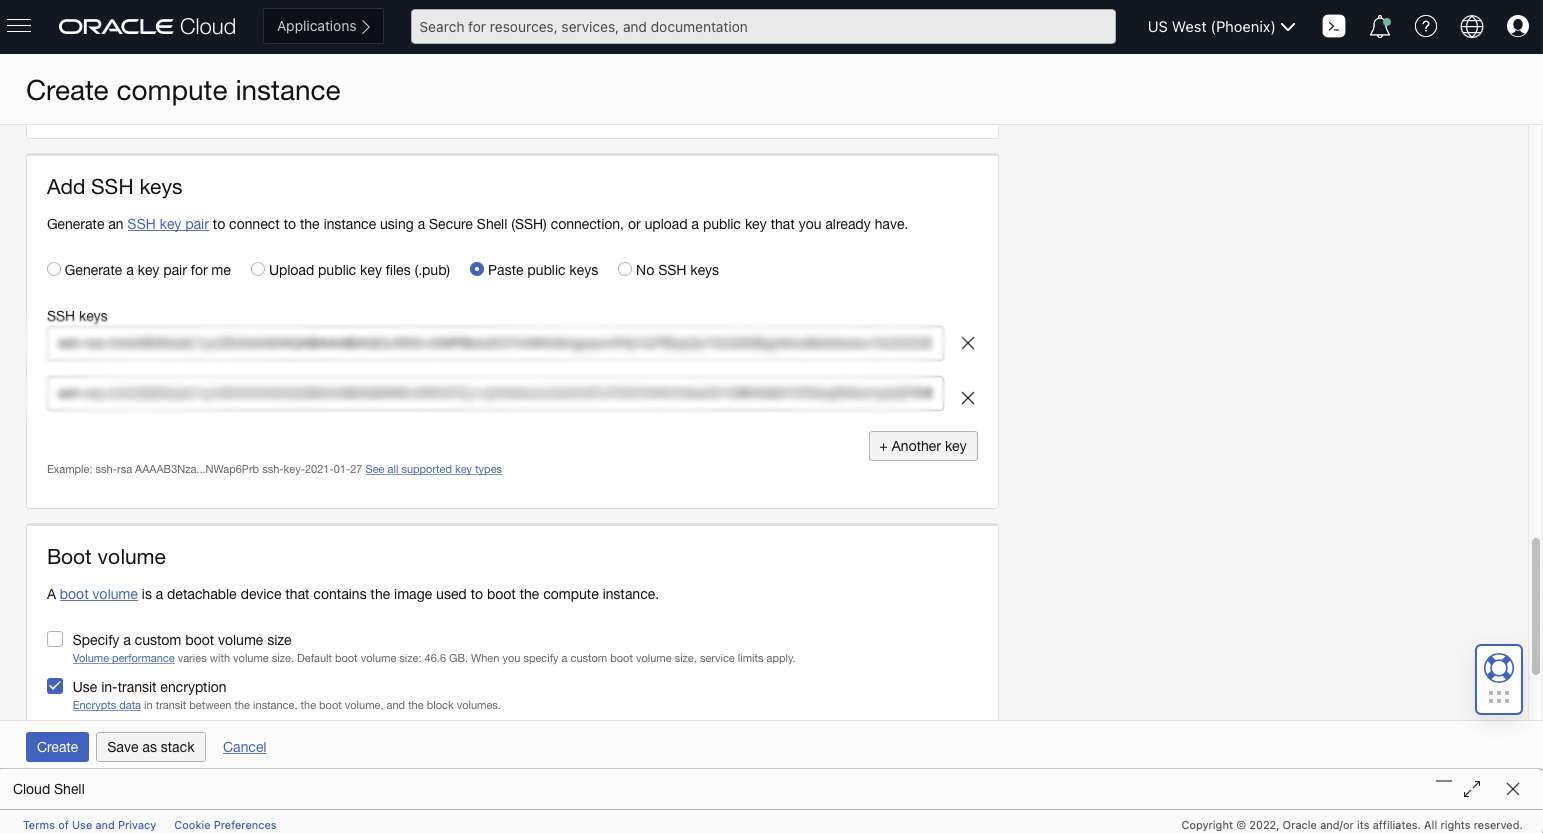 ORACLE Cloud
Applications
Search for resources, services, and documentation
US West (Phoenix)
Create compute instance
Add SSH keys
Generate an SSH key pair to connect to the instance using a Secure Shell (SSH) connection, or upload a public key that you already have.
Generate a key pair for me
Upload public key files (.pub)
Paste public keys
No SSH keys
SSH keys
+ Another key
Example: ssh-rsa AAAAB3Nza...NWap6Prb ssh-key-2021-01-27 See all supported key types
Boot volume
A boot volume is a detachable device that contains the image used to boot the compute instance.
Specify a custom boot volume size
Volume performance varies with volume size. Default boot volume size: 46.6 GB. When you specify a custom boot volume size, service limits apply.
Use in-transit encryption
Encrypts data in transit between the instance, the boot volume, and the block volumes.
Create
Save as stack
Cancel
Cloud Shell
Terms of Use and Privacy
Cookie Preferences
Copyright © 2022, Oracle and/or its affiliates. All rights reserved.